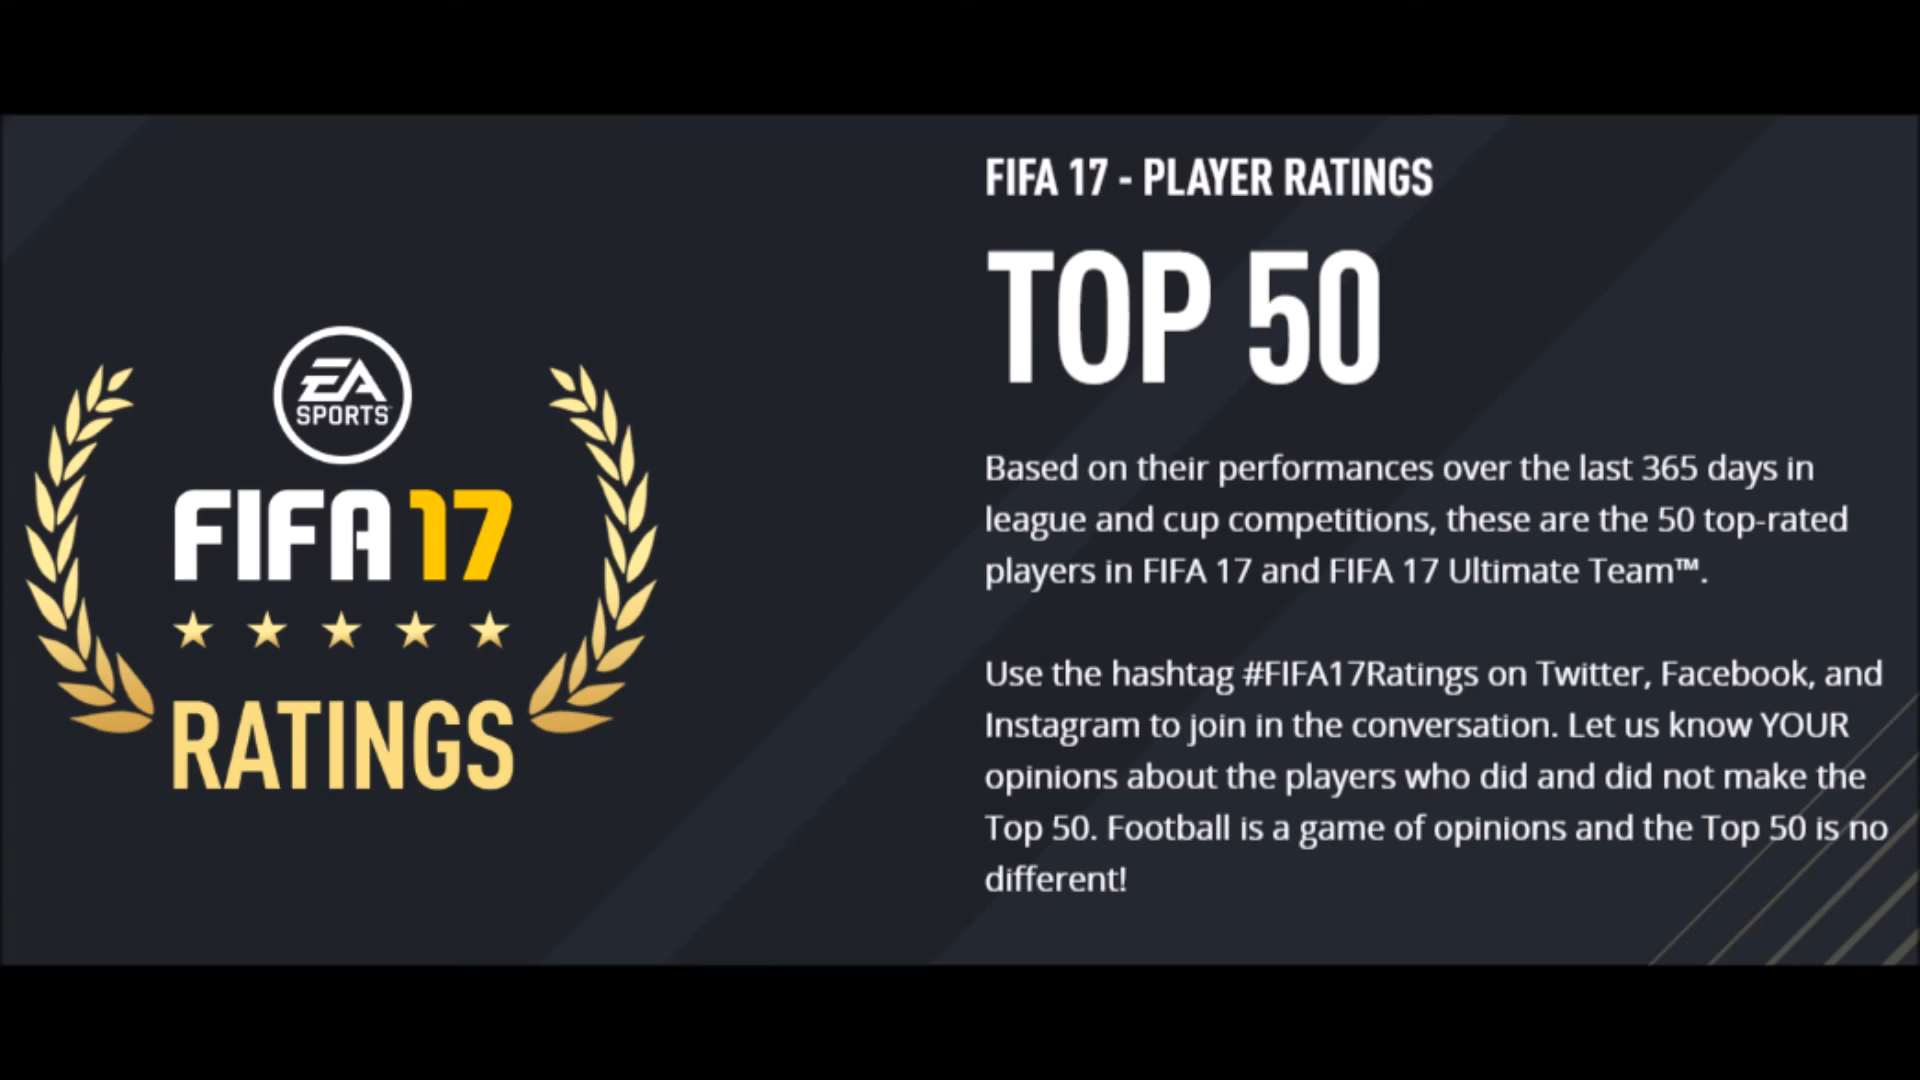 EA
SPORTS
FIFA 17
RATINGS
FIFA 17 - PLAYER RATINGS
TOP 50
Based on their performances over the last 365 days in
league and cup competitions, these are the 50 top-rated
players in FIFA 17 and FIFA 17 Ultimate Team™.
Use the hashtag #FIFA17Ratings on Twitter, Facebook, and
Instagram to join in the conversation. Let us know YOUR
opinions about the players who did and did not make the
Top 50. Football is a game of opinions and the Top 50 is no
different!